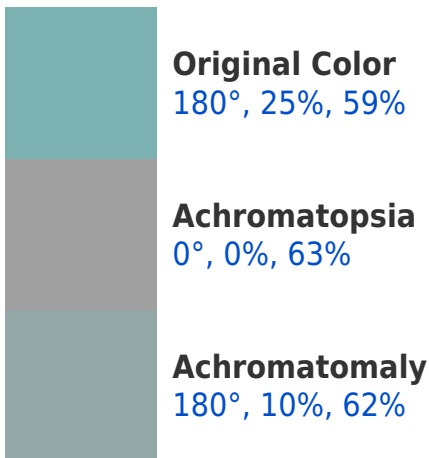 Original Color
180°, 25%, 59%
Achromatopsia
0°, 0%, 63%
Achromatomaly
180°, 10%, 62%